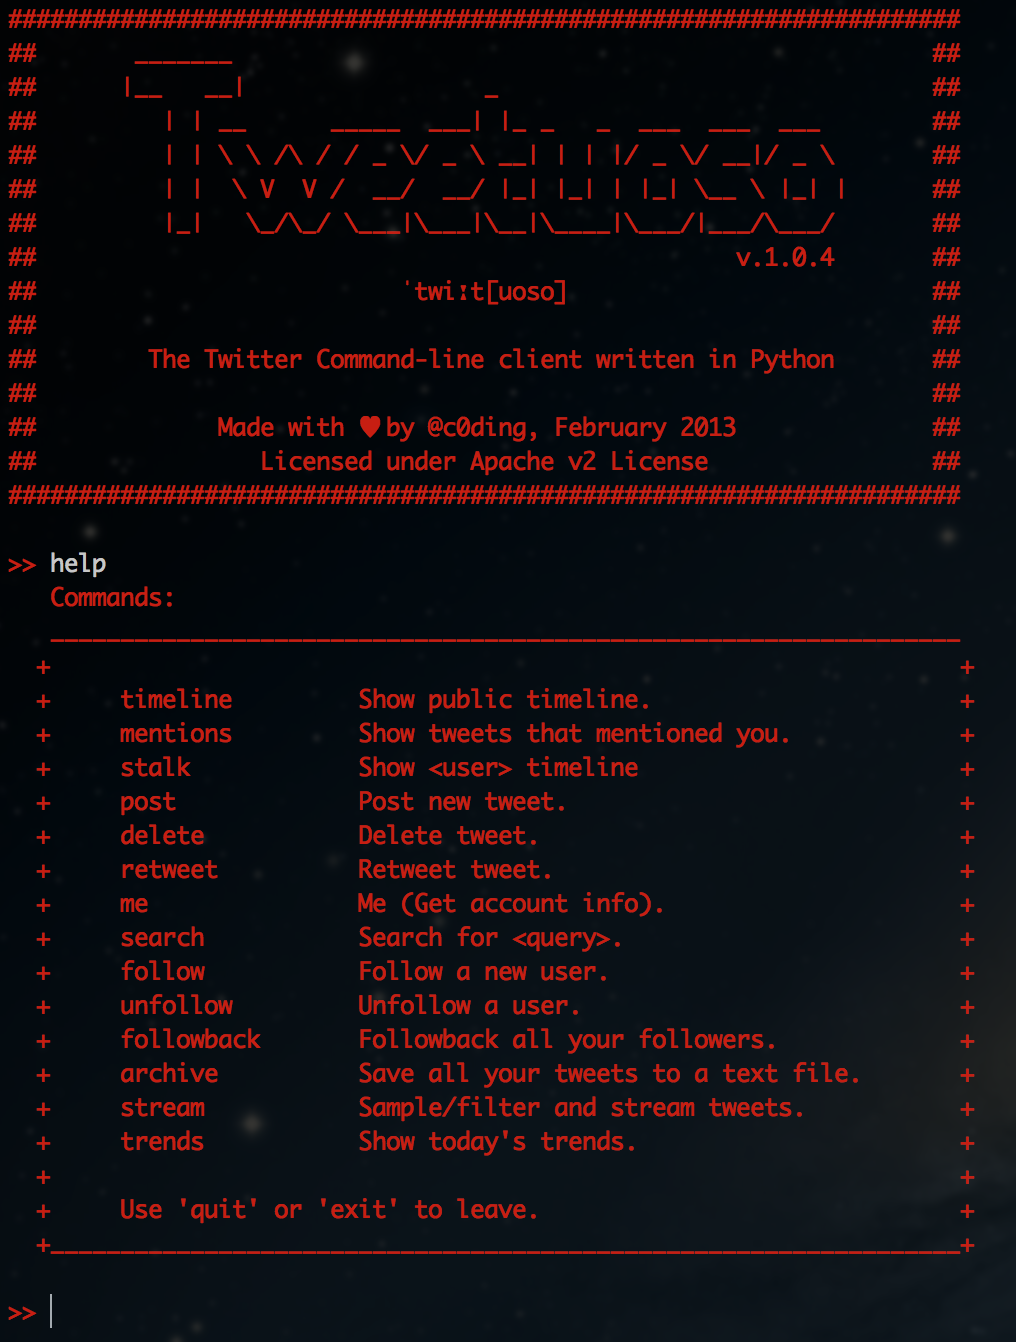 ####################################################################
Tweetuoso
v.1.0.4
ˈtwiːt[uoso]
The Twitter Command-line client written in Python
Made with ♥ by @c0ding, February 2013
Licensed under Apache v2 License
####################################################################
>> help
Commands:
timeline Show public timeline.
mentions Show tweets that mentioned you.
stalk Show <user> timeline
post Post new tweet.
delete Delete tweet.
retweet Retweet tweet.
me Me (Get account info).
search Search for <query>.
follow Follow a new user.
unfollow Unfollow a user.
followback Followback all your followers.
archive Save all your tweets to a text file.
stream Sample/filter and stream tweets.
trends Show today's trends.
Use 'quit' or 'exit' to leave.
>>